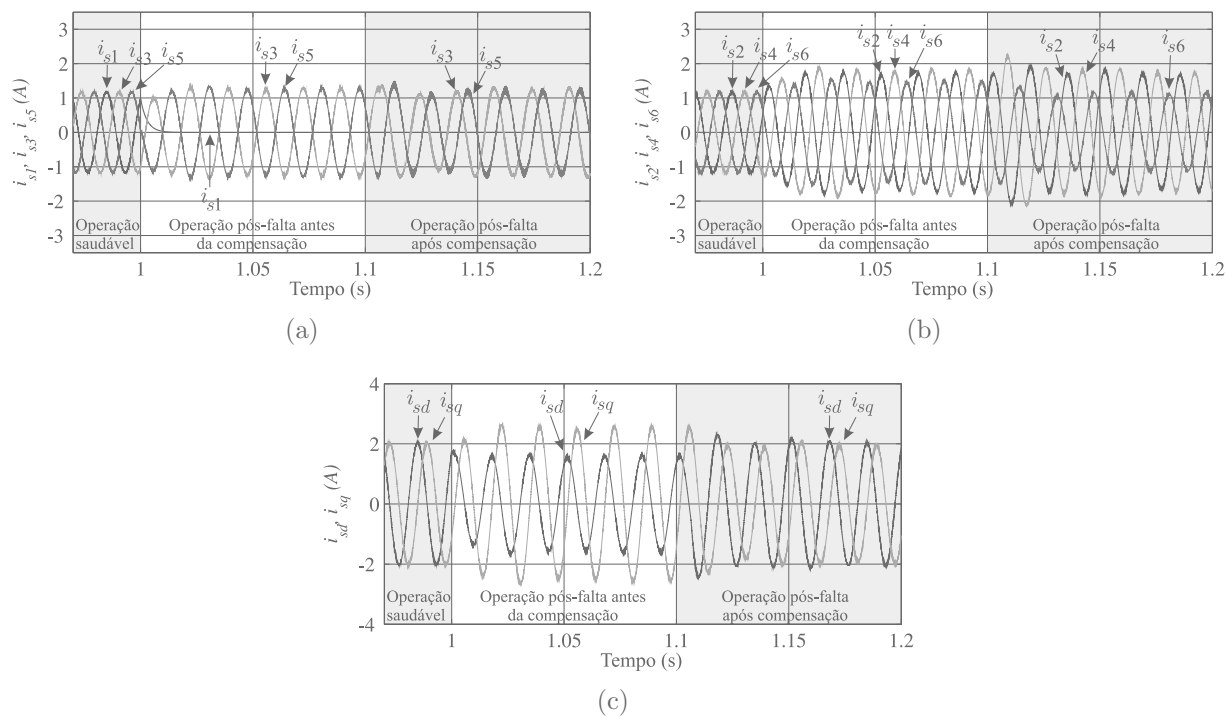 3
2
1
0
-1
-2
-3
i_s1, i_s3, i_s5 (A)
i_s1 i_s3 i_s5
i_s3 i_s5
i_s3 i_s5
i_s1
Operação saudável
Operação pós-falta antes da compensação
Operação pós-falta após compensação
1 1.05 1.1 1.15 1.2
Tempo (s)
(a)
3
2
1
0
-1
-2
-3
i_s2, i_s4, i_s6 (A)
i_s2 i_s4 i_s6
i_s2 i_s4 i_s6
i_s2 i_s4 i_s6
Operação saudável
Operação pós-falta antes da compensação
Operação pós-falta após compensação
1 1.05 1.1 1.15 1.2
Tempo (s)
(b)
4
2
0
-2
-4
i_sd, i_sq (A)
i_sd i_sq
i_sd i_sq
i_sd i_sq
Operação saudável
Operação pós-falta antes da compensação
Operação pós-falta após compensação
1 1.05 1.1 1.15 1.2
Tempo (s)
(c)